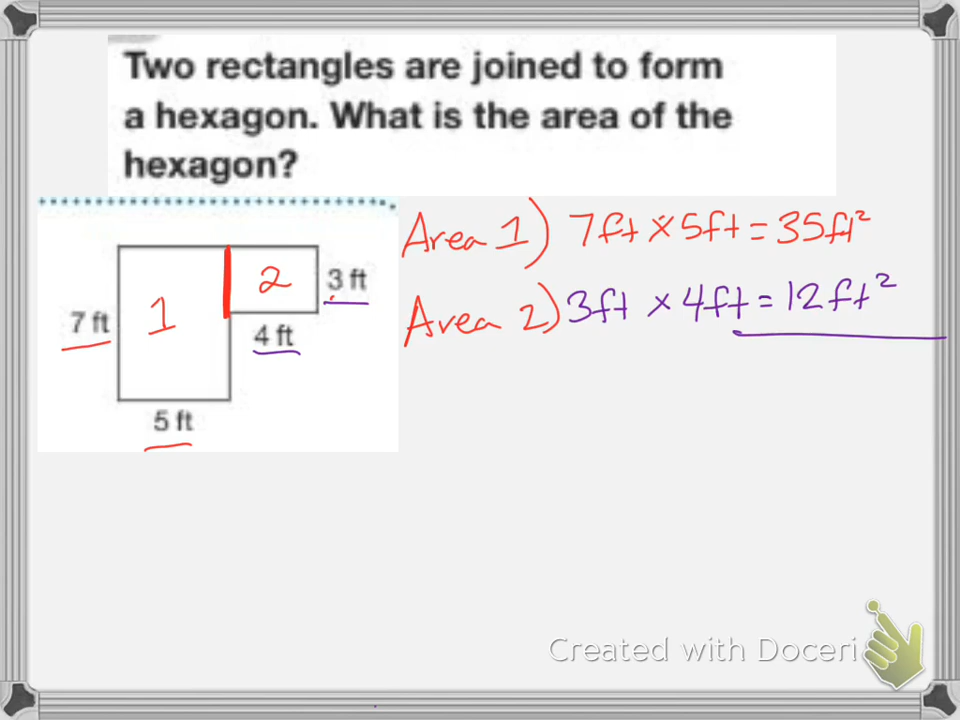 Two rectangles are joined to form
a hexagon. What is the area of the
hexagon?
Area 1) 7ft × 5ft = 35ft²
Area 2) 3ft × 4ft = 12ft²
1
2
3 ft
7 ft
4 ft
5 ft
Created with Doceri